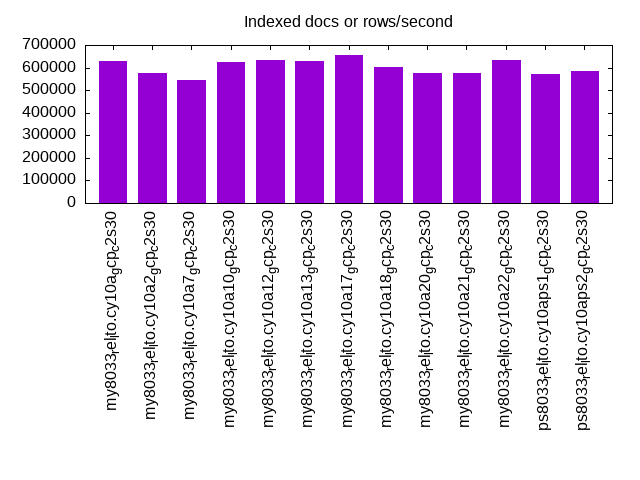 Indexed docs or rows/second
700000
600000
500000
400000
300000
200000
100000
0
my8033relito.cy10agcpc2s30
my8033relito.cy10a2gcpc2s30
my8033relito.cy10a7gcpc2s30
my8033relito.cy10a10gcpc2s30
my8033relito.cy10a12gcpc2s30
my8033relito.cy10a13gcpc2s30
my8033relito.cy10a17gcpc2s30
my8033relito.cy10a18gcpc2s30
my8033relito.cy10a20gcpc2s30
my8033relito.cy10a21gcpc2s30
my8033relito.cy10a22gcpc2s30
ps8033relito.cy10aps1gcpc2s30
ps8033relito.cy10aps2gcpc2s30